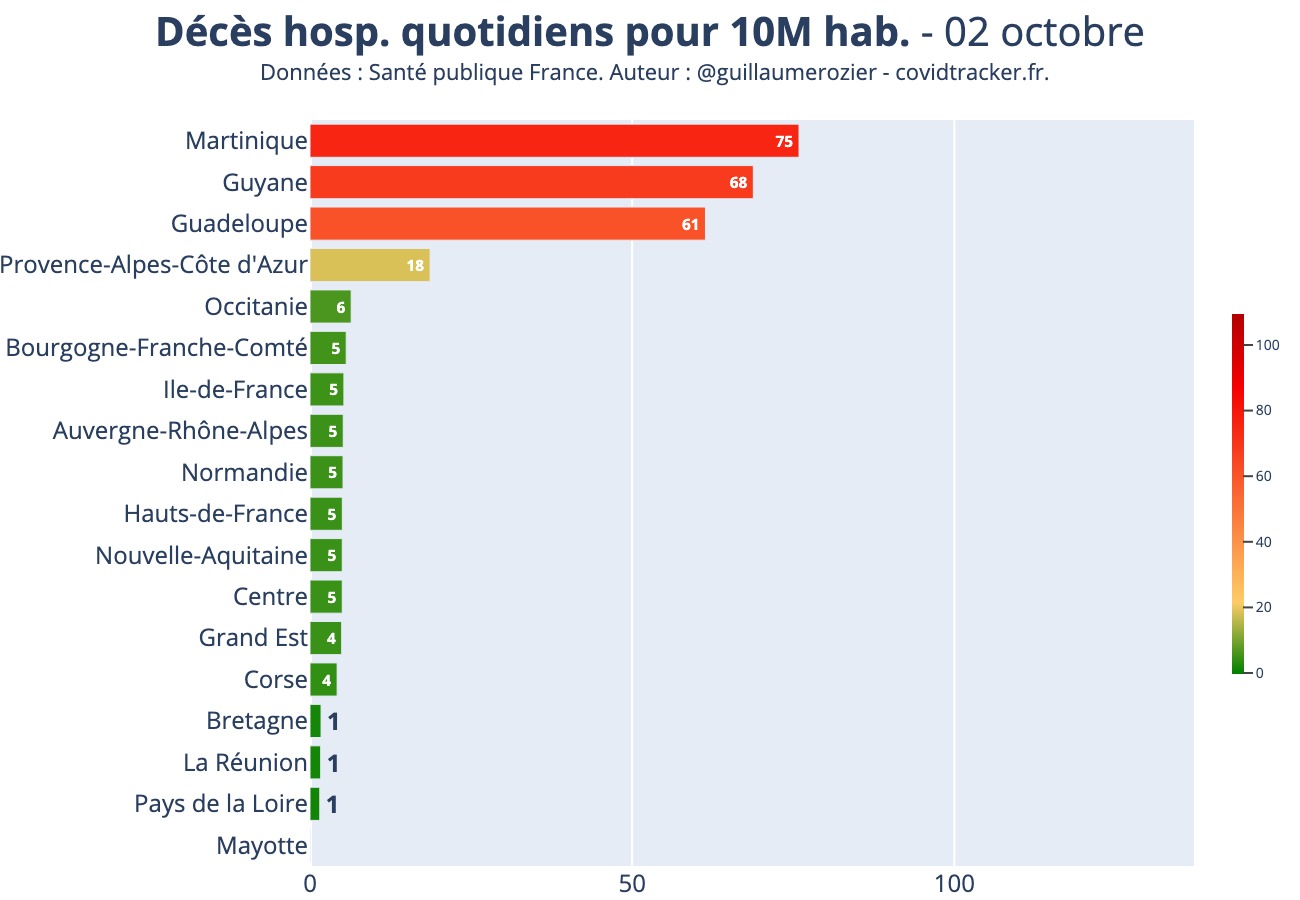 Décès hosp. quotidiens pour 10M hab. - 02 octobre
Données : Santé publique France. Auteur : @guillaumerozier - covidtracker.fr.
Martinique 75
Guyane 68
Guadeloupe 61
Provence-Alpes-Côte d'Azur 18
Occitanie 6
Bourgogne-Franche-Comté 5
Ile-de-France 5
Auvergne-Rhône-Alpes 5
Normandie 5
Hauts-de-France 5
Nouvelle-Aquitaine 5
Centre 5
Grand Est 4
Corse 4
Bretagne 1
La Réunion 1
Pays de la Loire 1
Mayotte
0 50 100
100
80
60
40
20
0